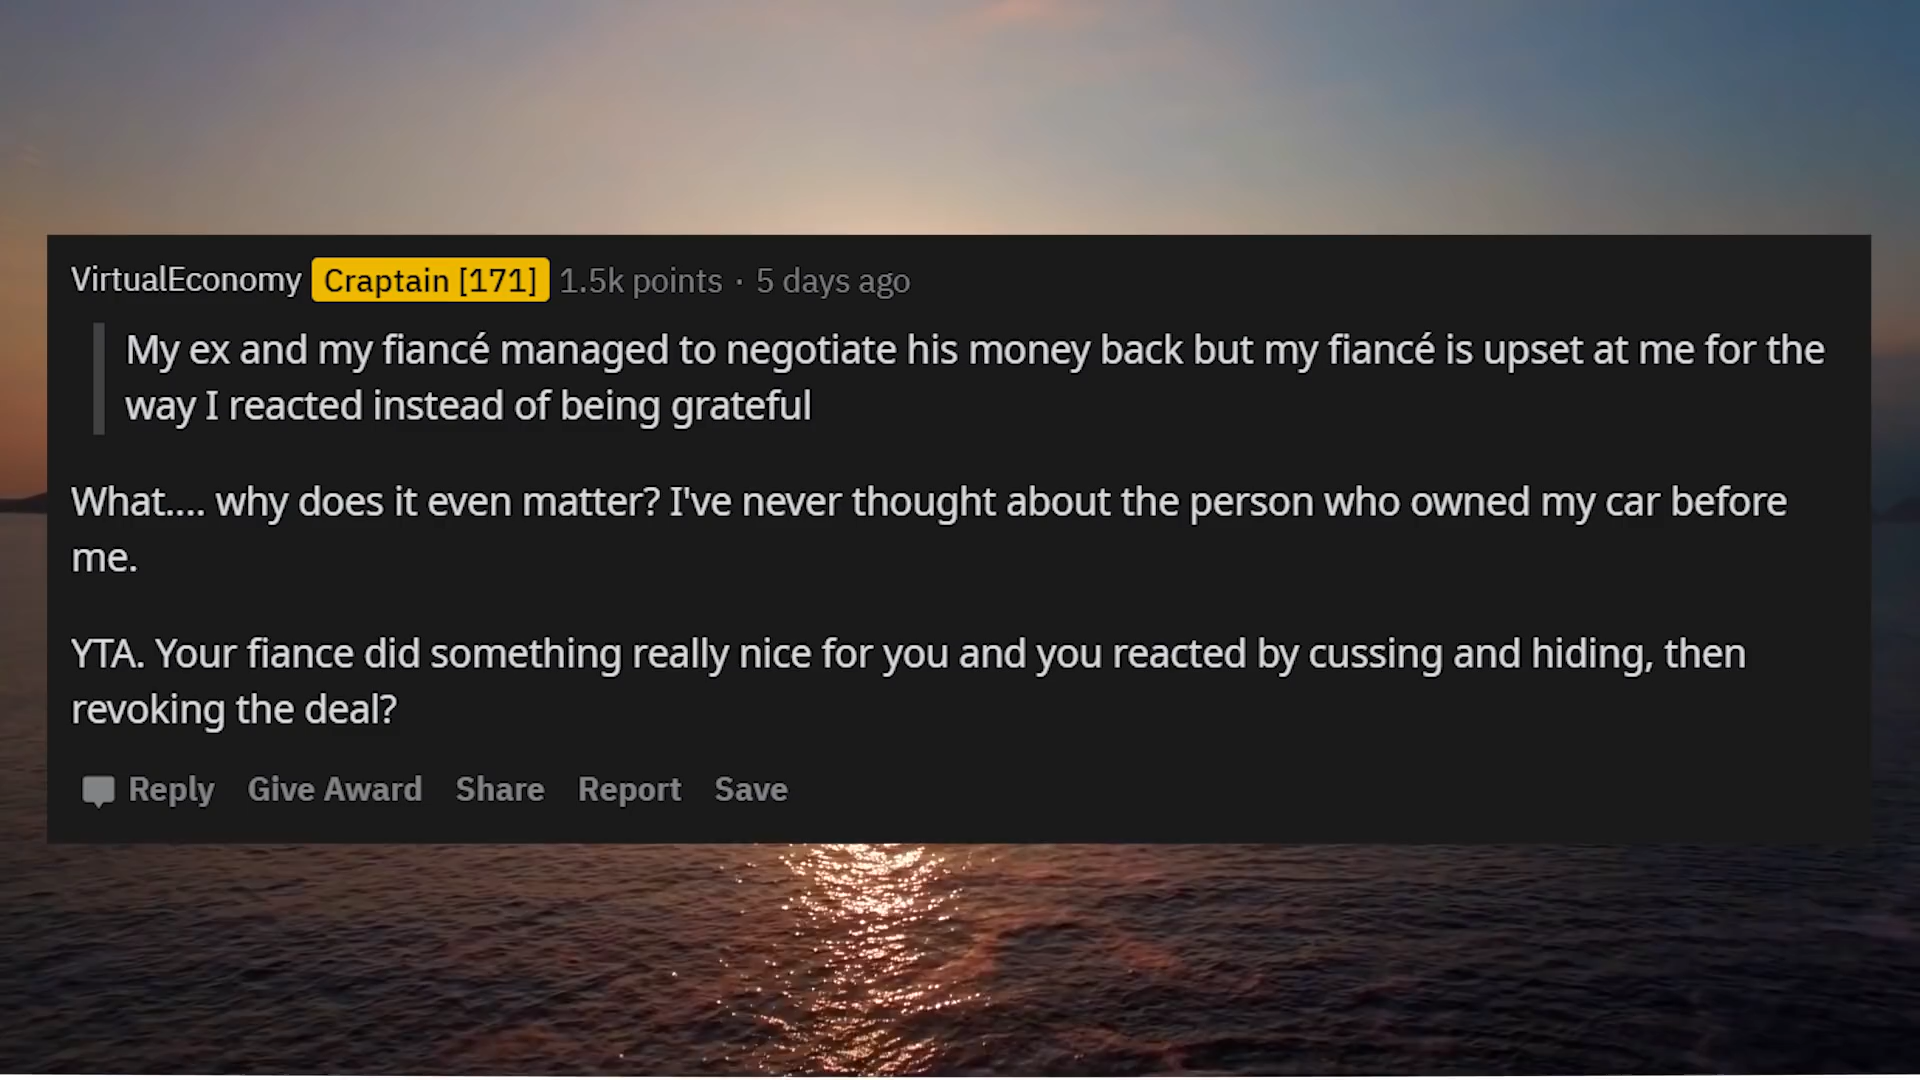 VirtualEconomy Craptain [171] 1.5k points · 5 days ago
My ex and my fiancé managed to negotiate his money back but my fiancé is upset at me for the
way I reacted instead of being grateful
What.... why does it even matter? I've never thought about the person who owned my car before
me.
YTA. Your fiance did something really nice for you and you reacted by cussing and hiding, then
revoking the deal?
Reply Give Award Share Report Save